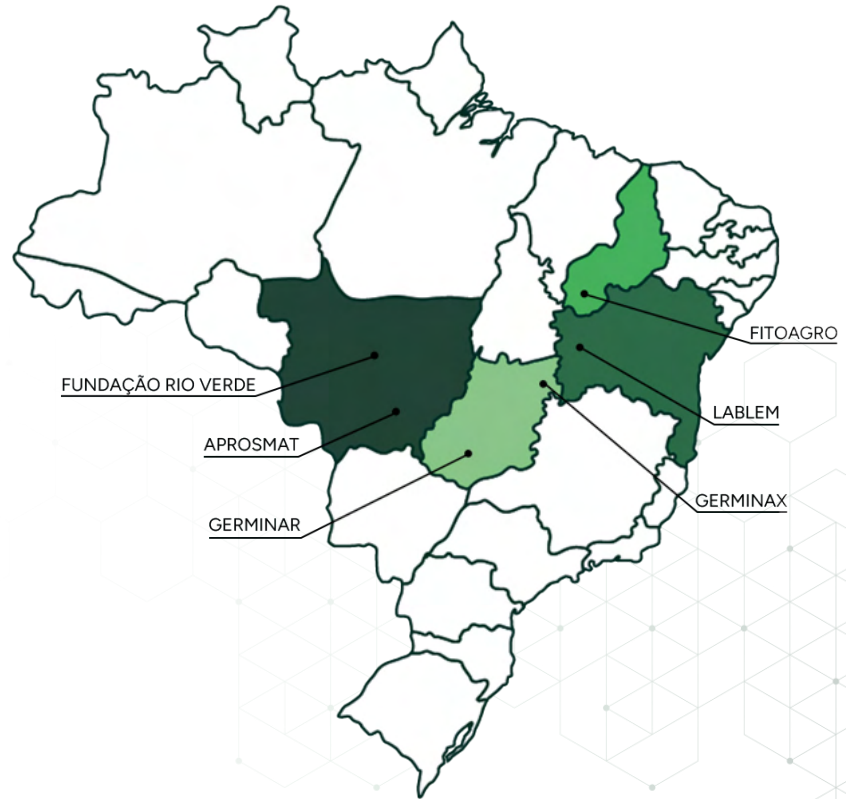 FITOAGRO
FUNDAÇÃO RIO VERDE
LABLEM
APROSMAT
GERMINAX
GERMINAR